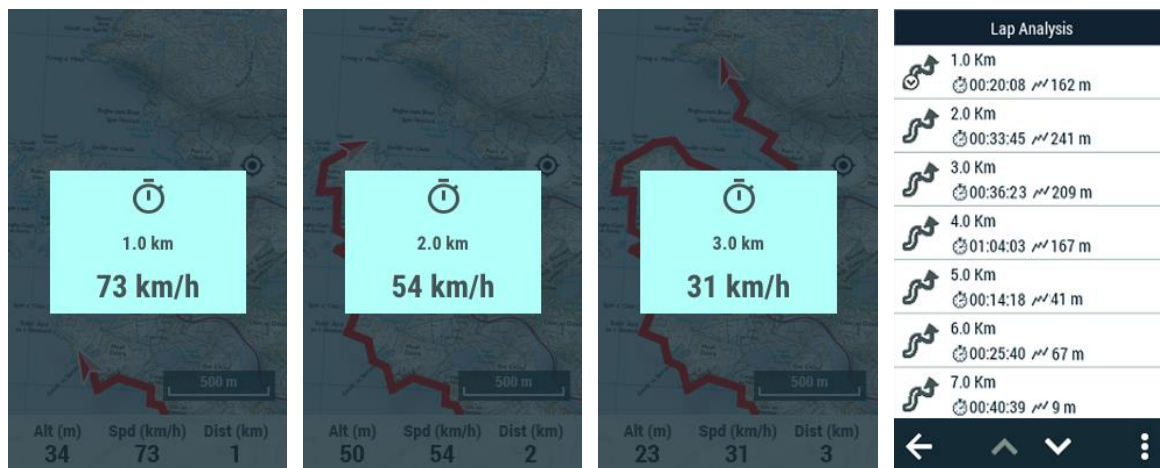 1.0 km
73 km/h
500 m
Alt (m) Spd (km/h) Dist (km)
34 73 1
2.0 km
54 km/h
500 m
Alt (m) Spd (km/h) Dist (km)
50 54 2
3.0 km
31 km/h
500 m
Alt (m) Spd (km/h) Dist (km)
23 31 3
Lap Analysis
1.0 Km
00:20:08 162 m
2.0 Km
00:33:45 241 m
3.0 Km
00:36:23 209 m
4.0 Km
01:04:03 167 m
5.0 Km
00:14:18 41 m
6.0 Km
00:25:40 67 m
7.0 Km
00:40:39 9 m